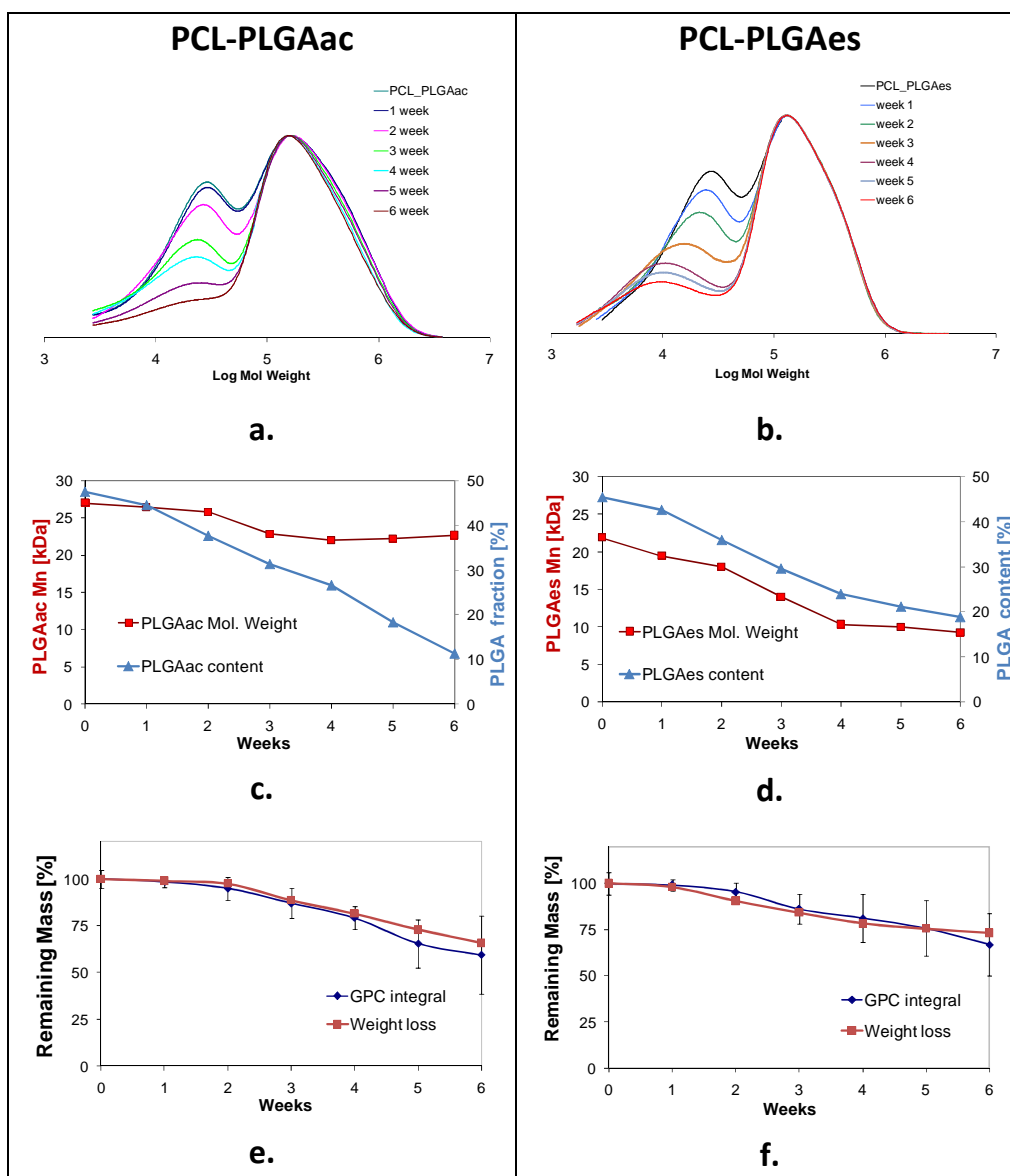 PCL-PLGAac
PCL_PLGAac
1 week
2 week
3 week
4 week
5 week
6 week
3 4 5 6 7
Log Mol Weight
a.
PCL-PLGAes
PCL_PLGAes
week 1
week 2
week 3
week 4
week 5
week 6
3 4 5 6 7
Log Mol Weight
b.
PLGAac Mn [kDa]
30
25
20
15
10
5
0
PLGAac Mol. Weight
PLGAac content
50
40
30
20
10
0
PLGA fraction [%]
0 1 2 3 4 5 6
Weeks
c.
PLGAes Mn [kDa]
30
25
20
15
10
5
0
PLGAes Mol. Weight
PLGAes content
50
40
30
20
10
0
PLGA content [%]
0 1 2 3 4 5 6
Weeks
d.
Remaining Mass [%]
100
75
50
25
0
GPC integral
Weight loss
0 1 2 3 4 5 6
Weeks
e.
Remaining Mass [%]
100
75
50
25
0
GPC integral
Weight loss
0 1 2 3 4 5 6
Weeks
f.